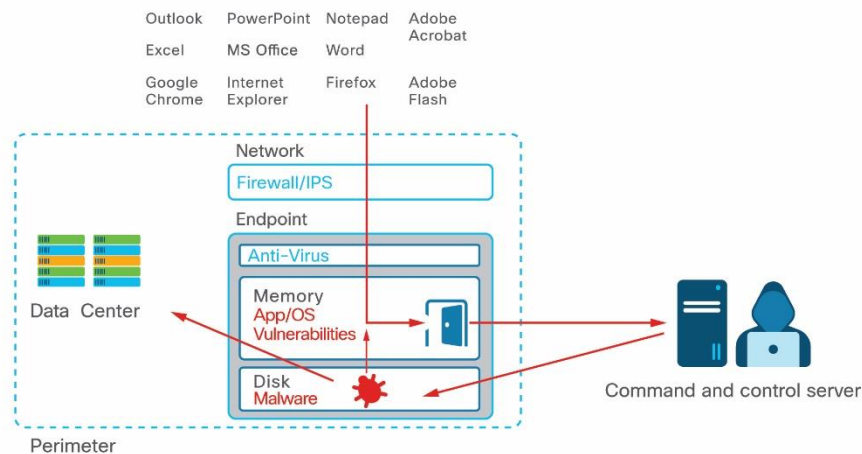 Outlook PowerPoint Notepad Adobe
Acrobat
Excel MS Office Word
Google Internet Firefox Adobe
Chrome Explorer Flash
Network
Firewall/IPS
Endpoint
Anti-Virus
Memory
App/OS
Vulnerabilities
Data Center
Disk
Malware
Command and control server
Perimeter